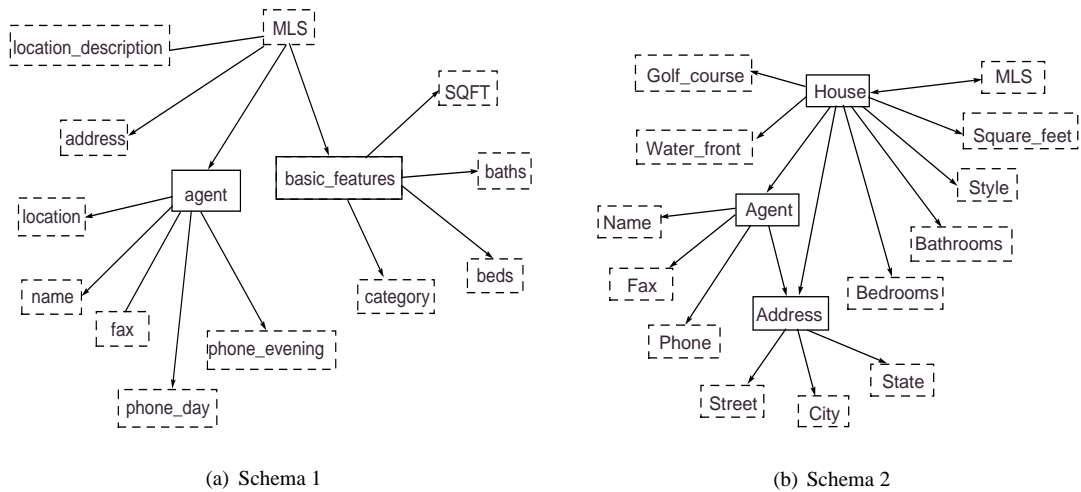 MLS
location_description
SQFT
address
baths
basic_features
agent
location
beds
name
category
fax
phone_evening
phone_day
(a) Schema 1
Golf_course
MLS
House
Square_feet
Water_front
Style
Agent
Name
Bathrooms
Fax
Bedrooms
Address
Phone
State
Street
City
(b) Schema 2